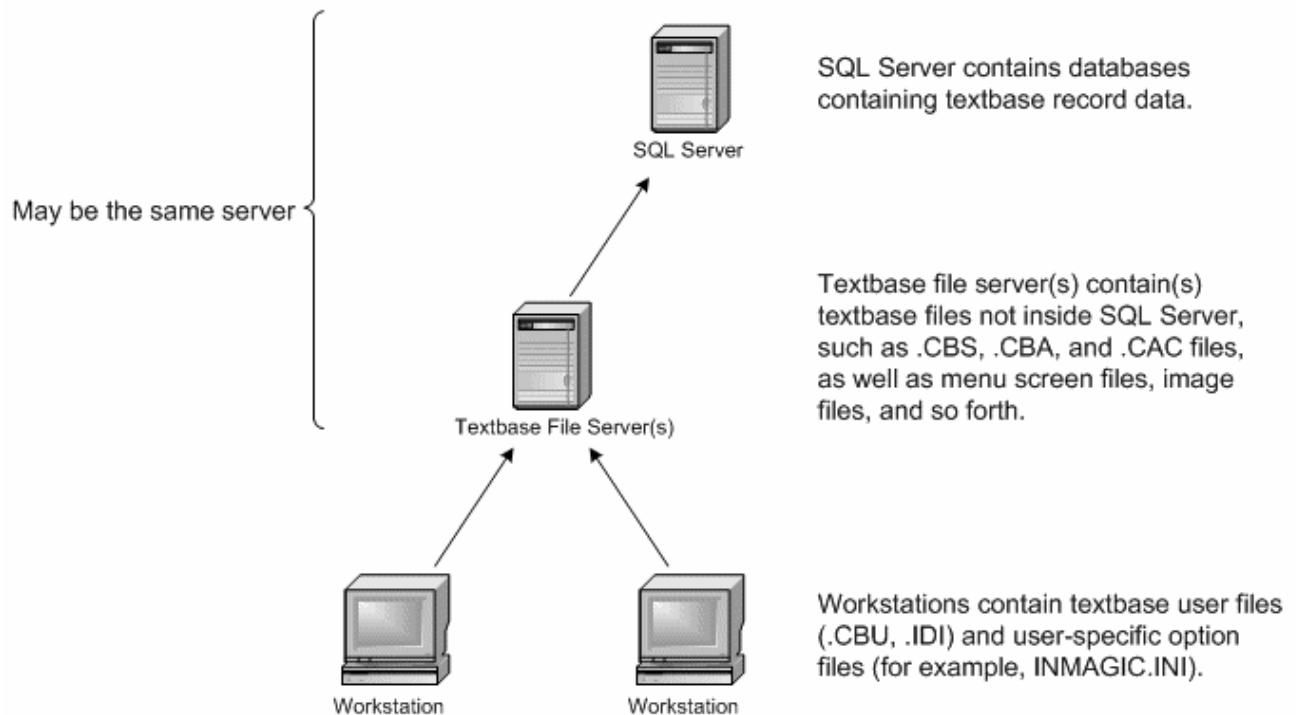 SQL Server contains databases
containing textbase record data.
SQL Server
May be the same server
Textbase file server(s) contain(s)
textbase files not inside SQL Server,
such as .CBS, .CBA, and .CAC files,
as well as menu screen files, image
files, and so forth.
Textbase File Server(s)
Workstations contain textbase user files
(.CBU, .IDI) and user-specific option
files (for example, INMAGIC.INI).
Workstation
Workstation